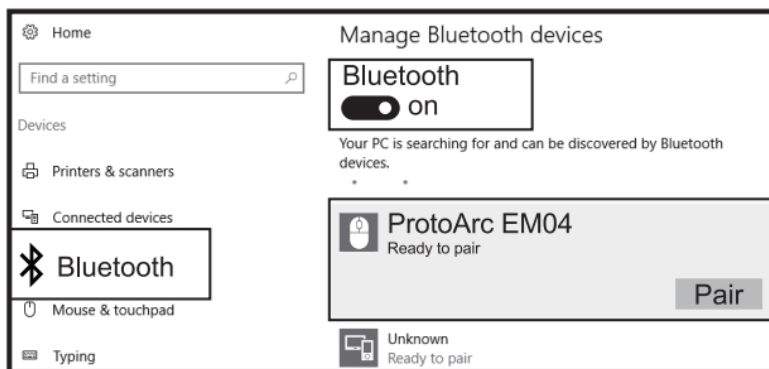 Home
Find a setting
Devices
Printers & scanners
Connected devices
Bluetooth
Mouse & touchpad
Typing
Manage Bluetooth devices
Bluetooth
on
Your PC is searching for and can be discovered by Bluetooth
devices.
ProtoArc EM04
Ready to pair
Pair
Unknown
Ready to pair